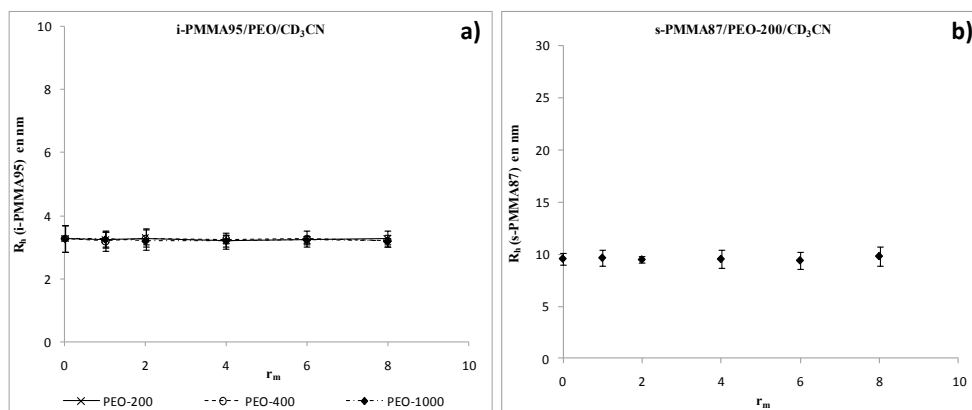 i-PMMA95/PEO/CD₃CN
a)
10
8
6
4
2
0
Rₕ (i-PMMA95) en nm
0 2 4 6 8 10
rₘ
PEO-200 PEO-400 PEO-1000
s-PMMA87/PEO-200/CD₃CN
b)
30
25
20
15
10
5
0
Rₕ (s-PMMA87) en nm
0 2 4 6 8 10
rₘ